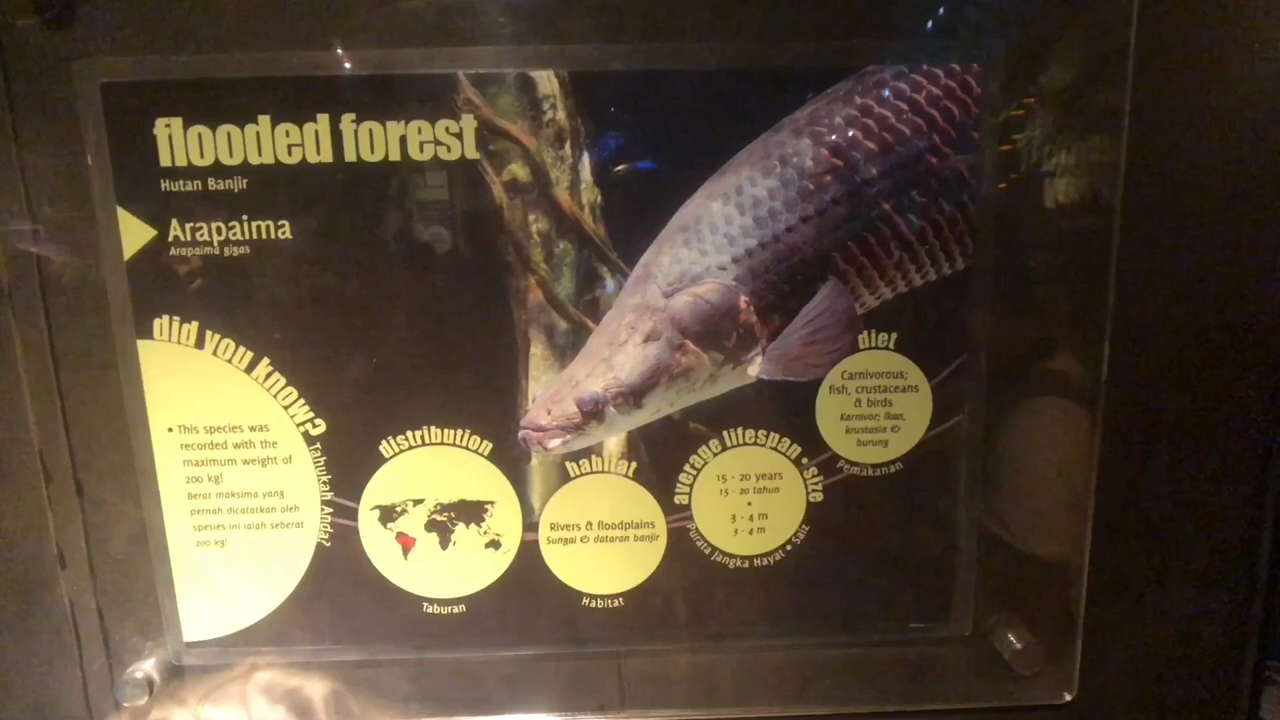 flooded forest
Hutan Banjir
Arapaima
Arapaima gigas
did you know?
Tahukah Anda?
• This species was
recorded with the
maximum weight of
200 kg!
Berat maksima yang
pernah dicatatkan oleh
spesies ini ialah seberat
200 kg!
distribution
Taburan
habitat
Rivers & floodplains
Sungai & dataran banjir
Habitat
average lifespan • size
15 - 20 years
15 - 20 tahun
•
3 - 4 m
3 - 4 m
Purata Jangka Hayat • Saiz
diet
Carnivorous;
fish, crustaceans
& birds
Karnivor; ikan,
krustasia &
burung
Pemakanan